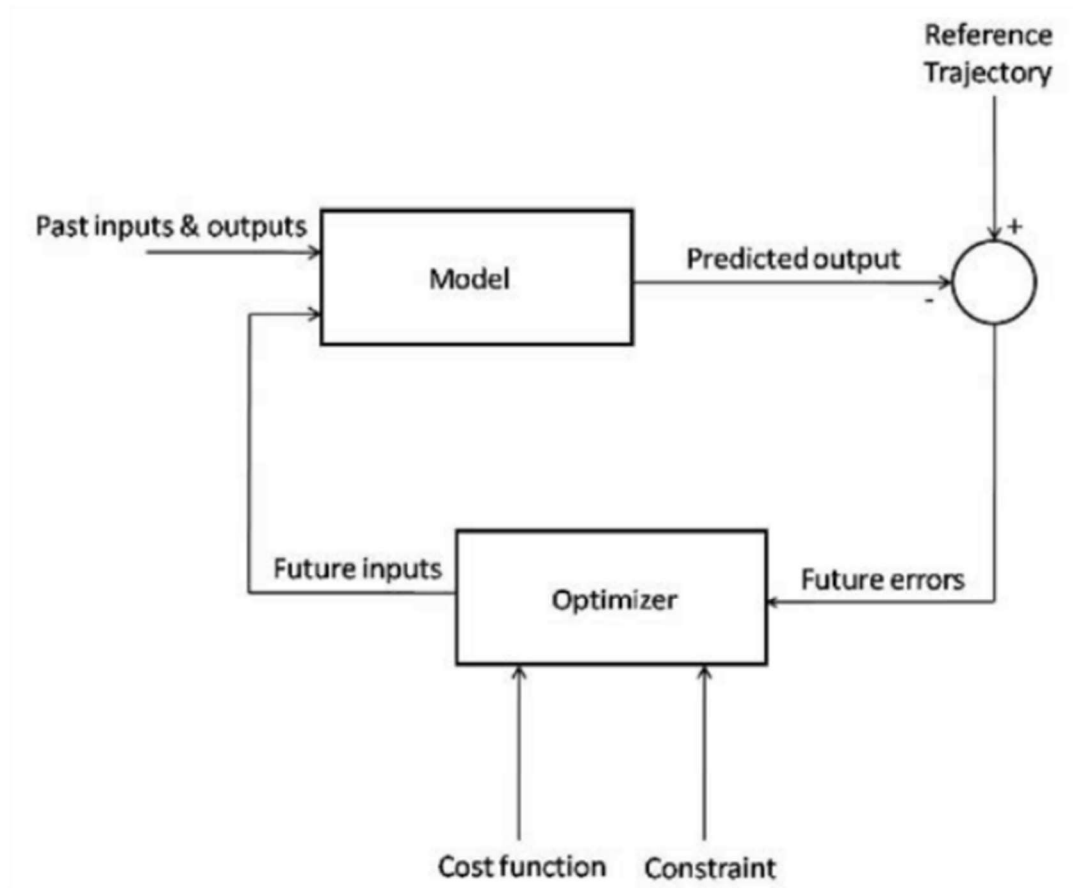 Reference
Trajectory
+
Past inputs & outputs
Model
Predicted output
-
Future inputs
Optimizer
Future errors
Cost function
Constraint